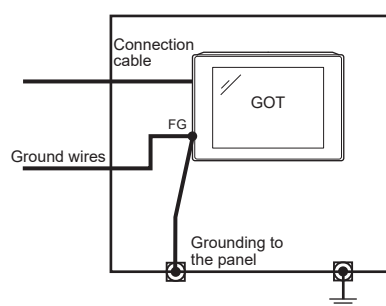 Connection
cable
GOT
FG
Ground wires
Grounding to
the panel